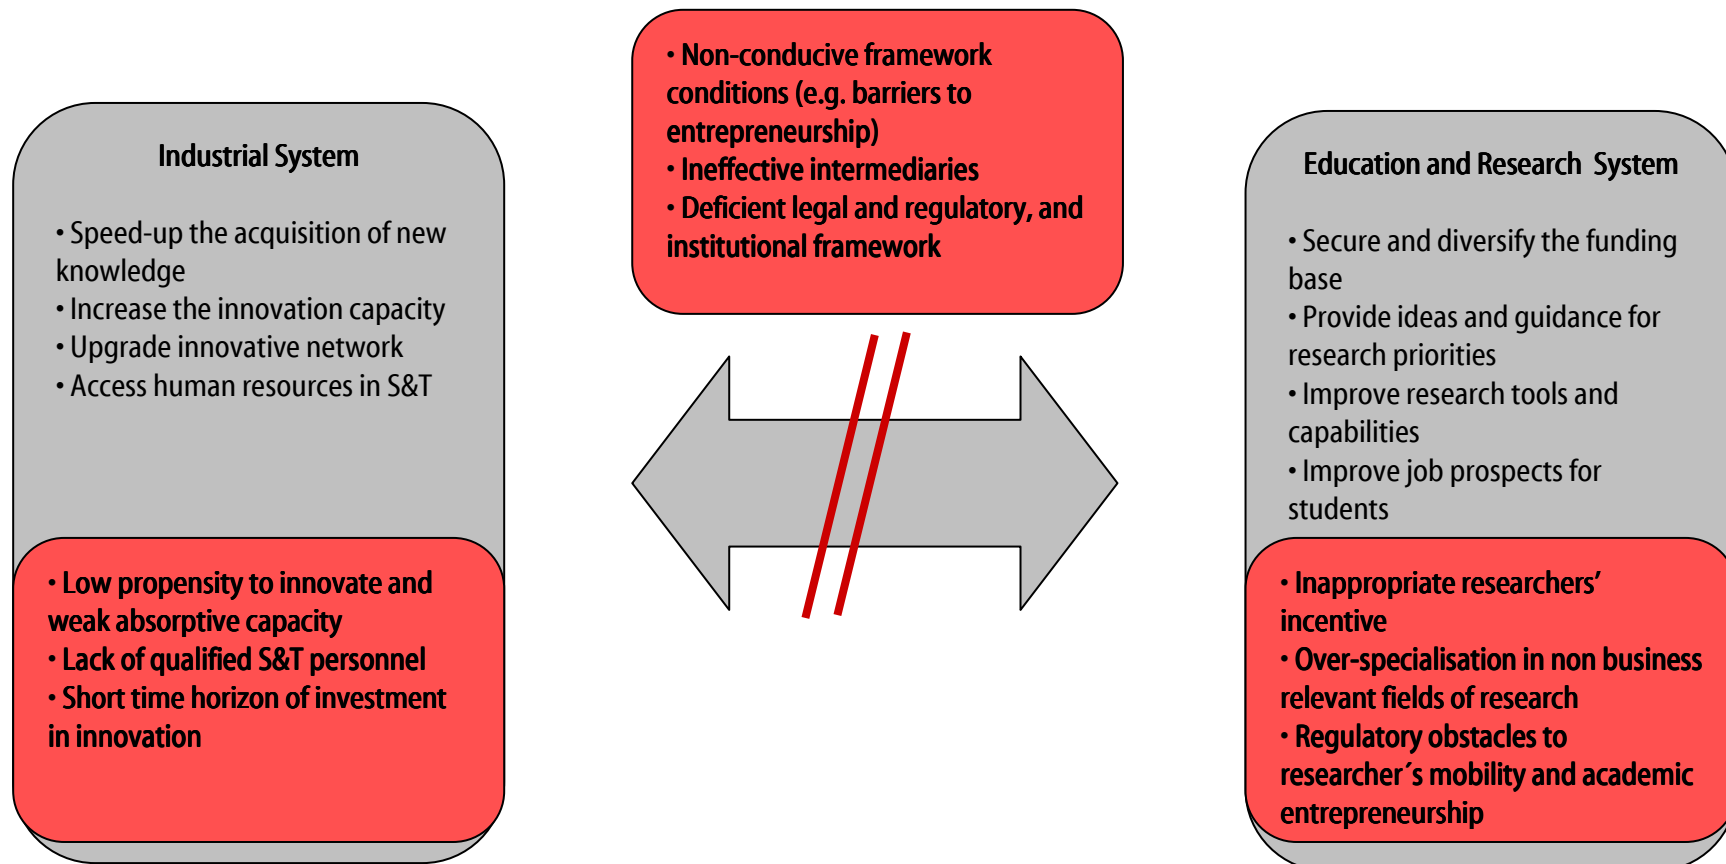 Industrial System
• Speed-up the acquisition of new
knowledge
• Increase the innovation capacity
• Upgrade innovative network
• Access human resources in S&T
• Low propensity to innovate and
weak absorptive capacity
• Lack of qualified S&T personnel
• Short time horizon of investment
in innovation
• Non-conducive framework
conditions (e.g. barriers to
entrepreneurship)
• Ineffective intermediaries
• Deficient legal and regulatory, and
institutional framework
Education and Research System
• Secure and diversify the funding
base
• Provide ideas and guidance for
research priorities
• Improve research tools and
capabilities
• Improve job prospects for
students
• Inappropriate researchers’
incentive
• Over-specialisation in non business
relevant fields of research
• Regulatory obstacles to
researcher´s mobility and academic
entrepreneurship